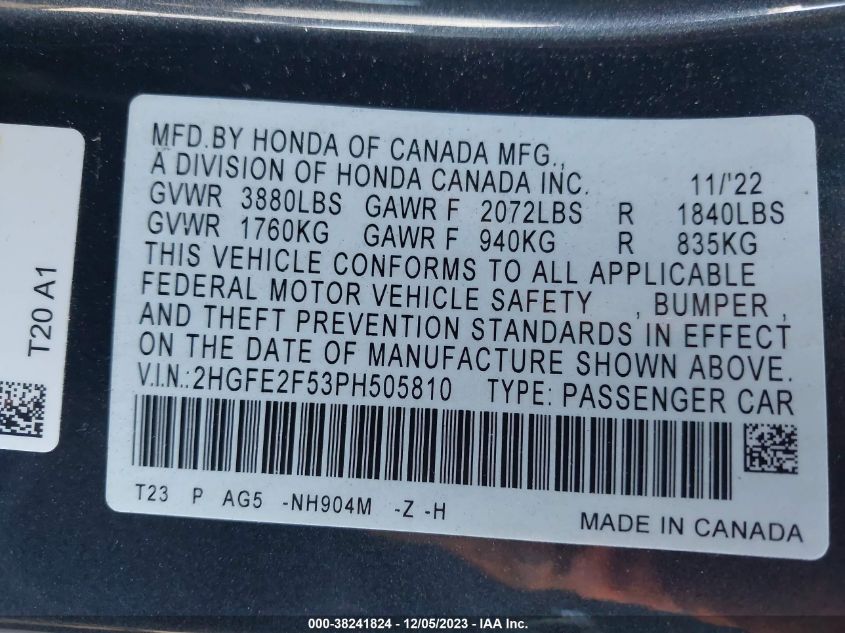 MFD.BY HONDA OF CANADA MFG.,
A DIVISION OF HONDA CANADA INC. 11/'22
GVWR 3880LBS GAWR F 2072LBS R 1840LBS
GVWR 1760KG GAWR F 940KG R 835KG
THIS VEHICLE CONFORMS TO ALL APPLICABLE
FEDERAL MOTOR VEHICLE SAFETY , BUMPER ,
AND THEFT PREVENTION STANDARDS IN EFFECT
ON THE DATE OF MANUFACTURE SHOWN ABOVE.
V.I.N.:2HGFE2F53PH505810 TYPE: PASSENGER CAR
T23 P AG5 -NH904M -Z -H
MADE IN CANADA
T20 A1
000-38241824 - 12/05/2023 - IAA Inc.